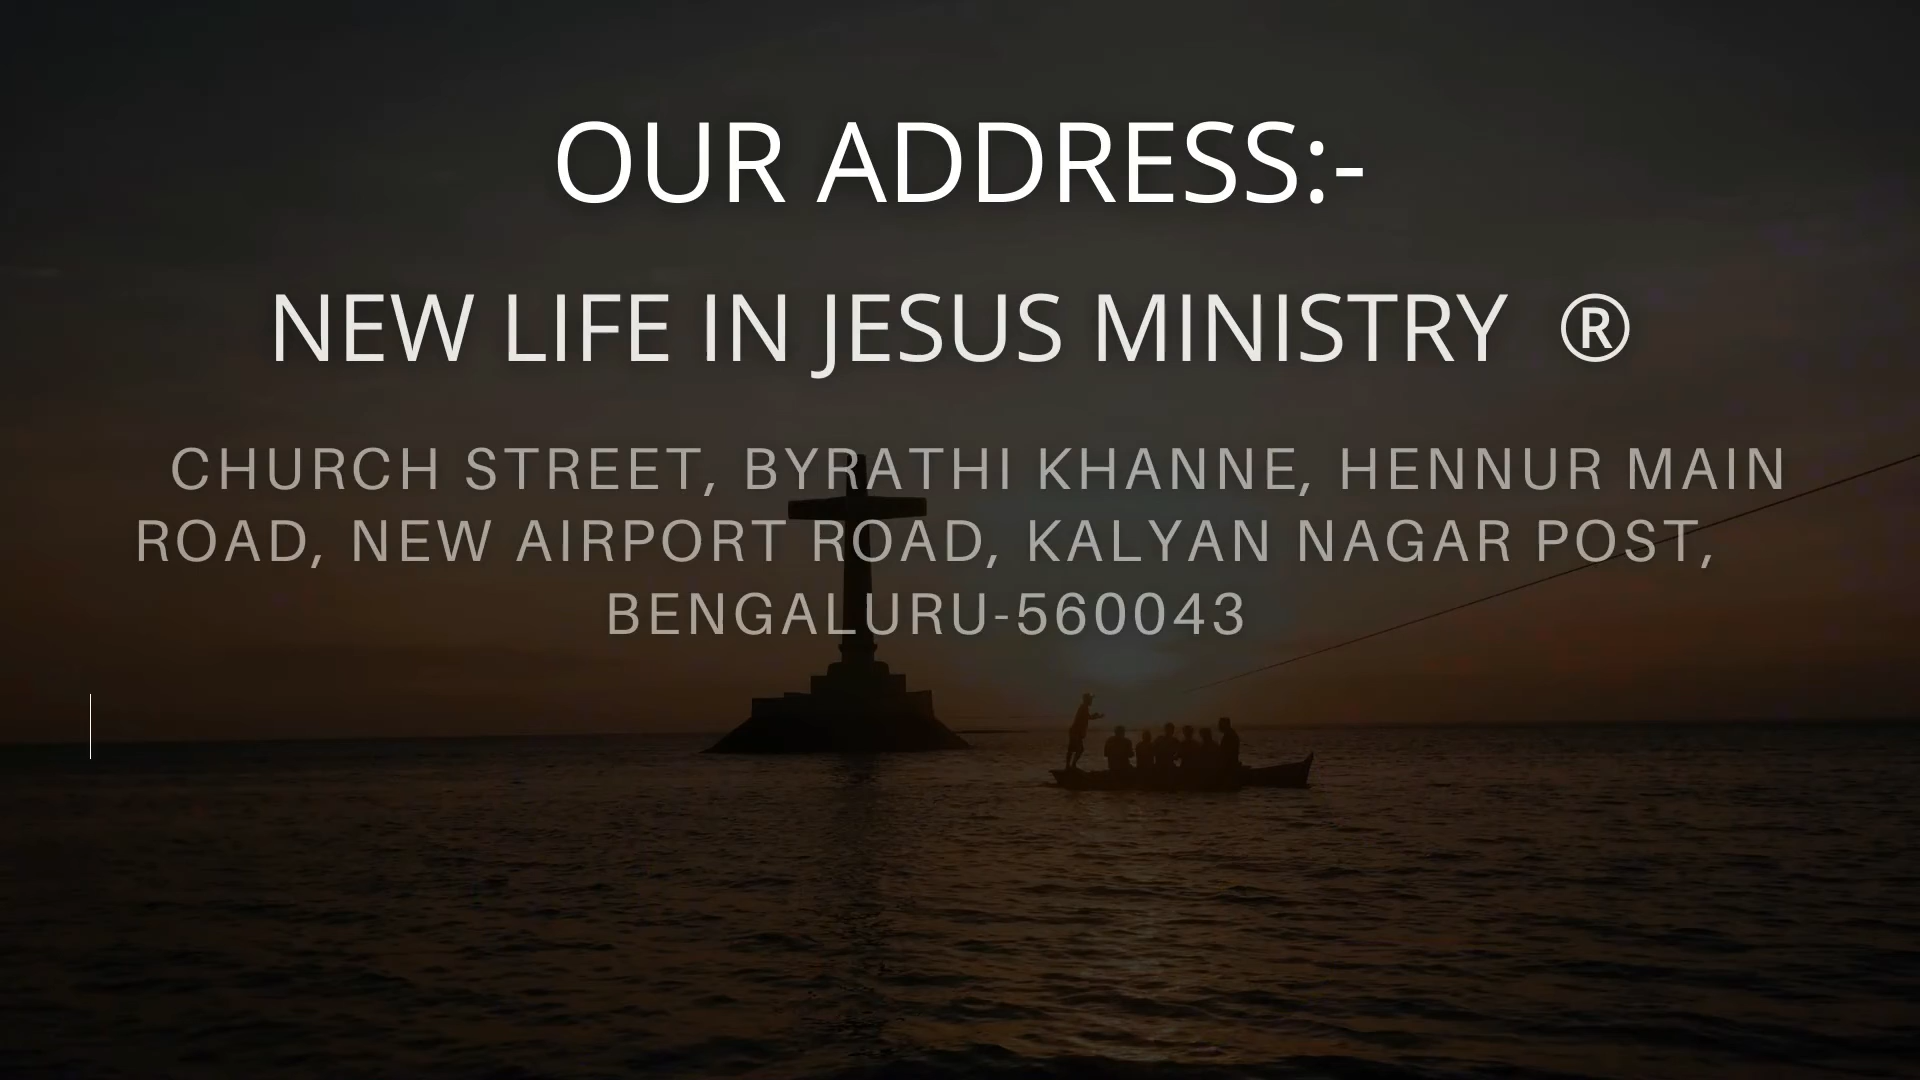 OUR ADDRESS:-
NEW LIFE IN JESUS MINISTRY ®
CHURCH STREET, BYRATHI KHANNE, HENNUR MAIN
ROAD, NEW AIRPORT ROAD, KALYAN NAGAR POST,
BENGALURU-560043